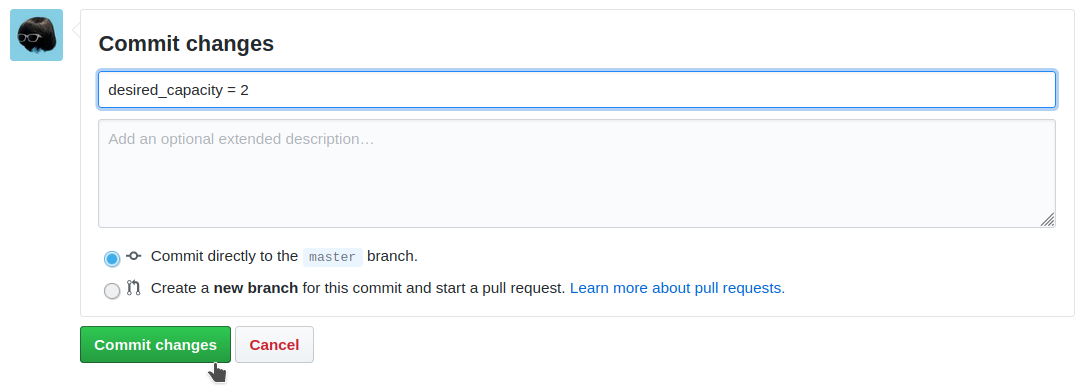 Commit changes
desired_capacity = 2
Add an optional extended description…
Commit directly to the master branch.
Create a new branch for this commit and start a pull request. Learn more about pull requests.
Commit changes Cancel